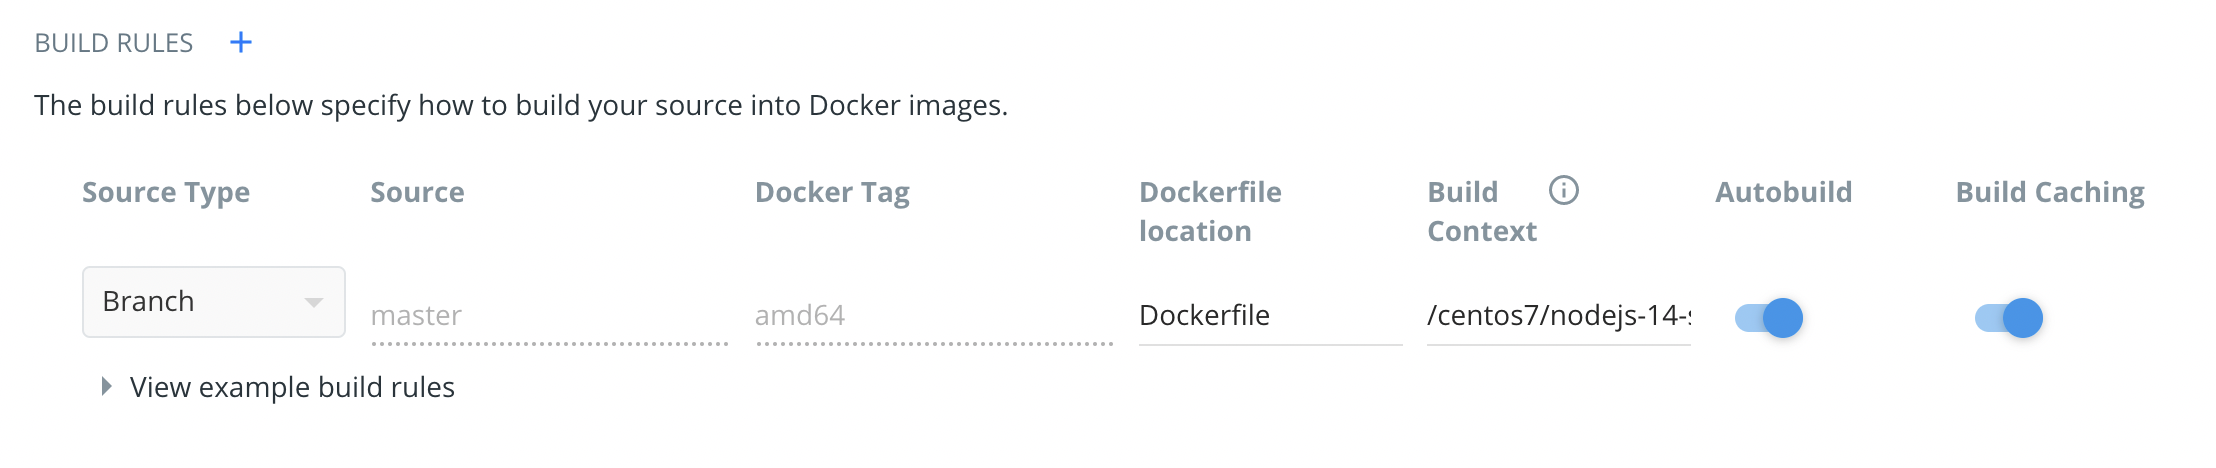 BUILD RULES +
The build rules below specify how to build your source into Docker images.
Source Type Source Docker Tag Dockerfile location Build Context Autobuild Build Caching
Branch master amd64 Dockerfile /centos7/nodejs-14-
View example build rules